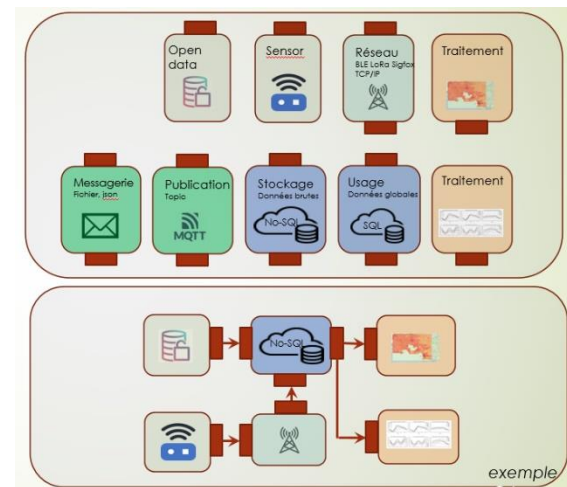 Open
data
Sensor
Réseau
BLE LoRa Sigfox
TCP/IP
Traitement
Messagerie
Fichier, json
Publication
Topic
MQTT
Stockage
Données brutes
No-SQL
Usage
Données globales
SQL
Traitement
No-SQL
exemple